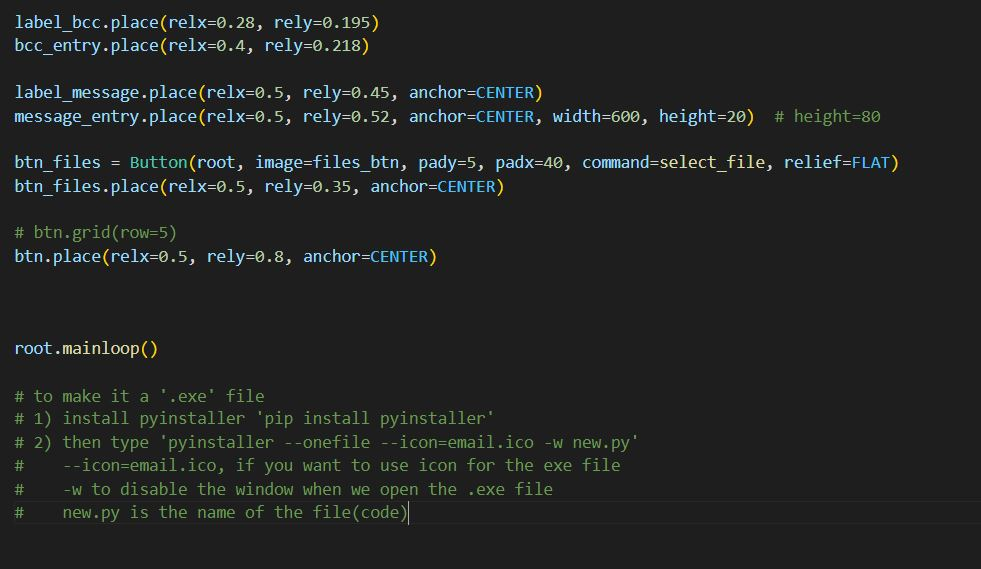 label_bcc.place(relx=0.28, rely=0.195)
bcc_entry.place(relx=0.4, rely=0.218)
label_message.place(relx=0.5, rely=0.45, anchor=CENTER)
message_entry.place(relx=0.5, rely=0.52, anchor=CENTER, width=600, height=20)  # height=80
btn_files = Button(root, image=files_btn, pady=5, padx=40, command=select_file, relief=FLAT)
btn_files.place(relx=0.5, rely=0.35, anchor=CENTER)
# btn.grid(row=5)
btn.place(relx=0.5, rely=0.8, anchor=CENTER)
root.mainloop()
# to make it a '.exe' file
# 1) install pyinstaller 'pip install pyinstaller'
# 2) then type 'pyinstaller --onefile --icon=email.ico -w new.py'
#    --icon=email.ico, if you want to use icon for the exe file
#    -w to disable the window when we open the .exe file
#    new.py is the name of the file(code)